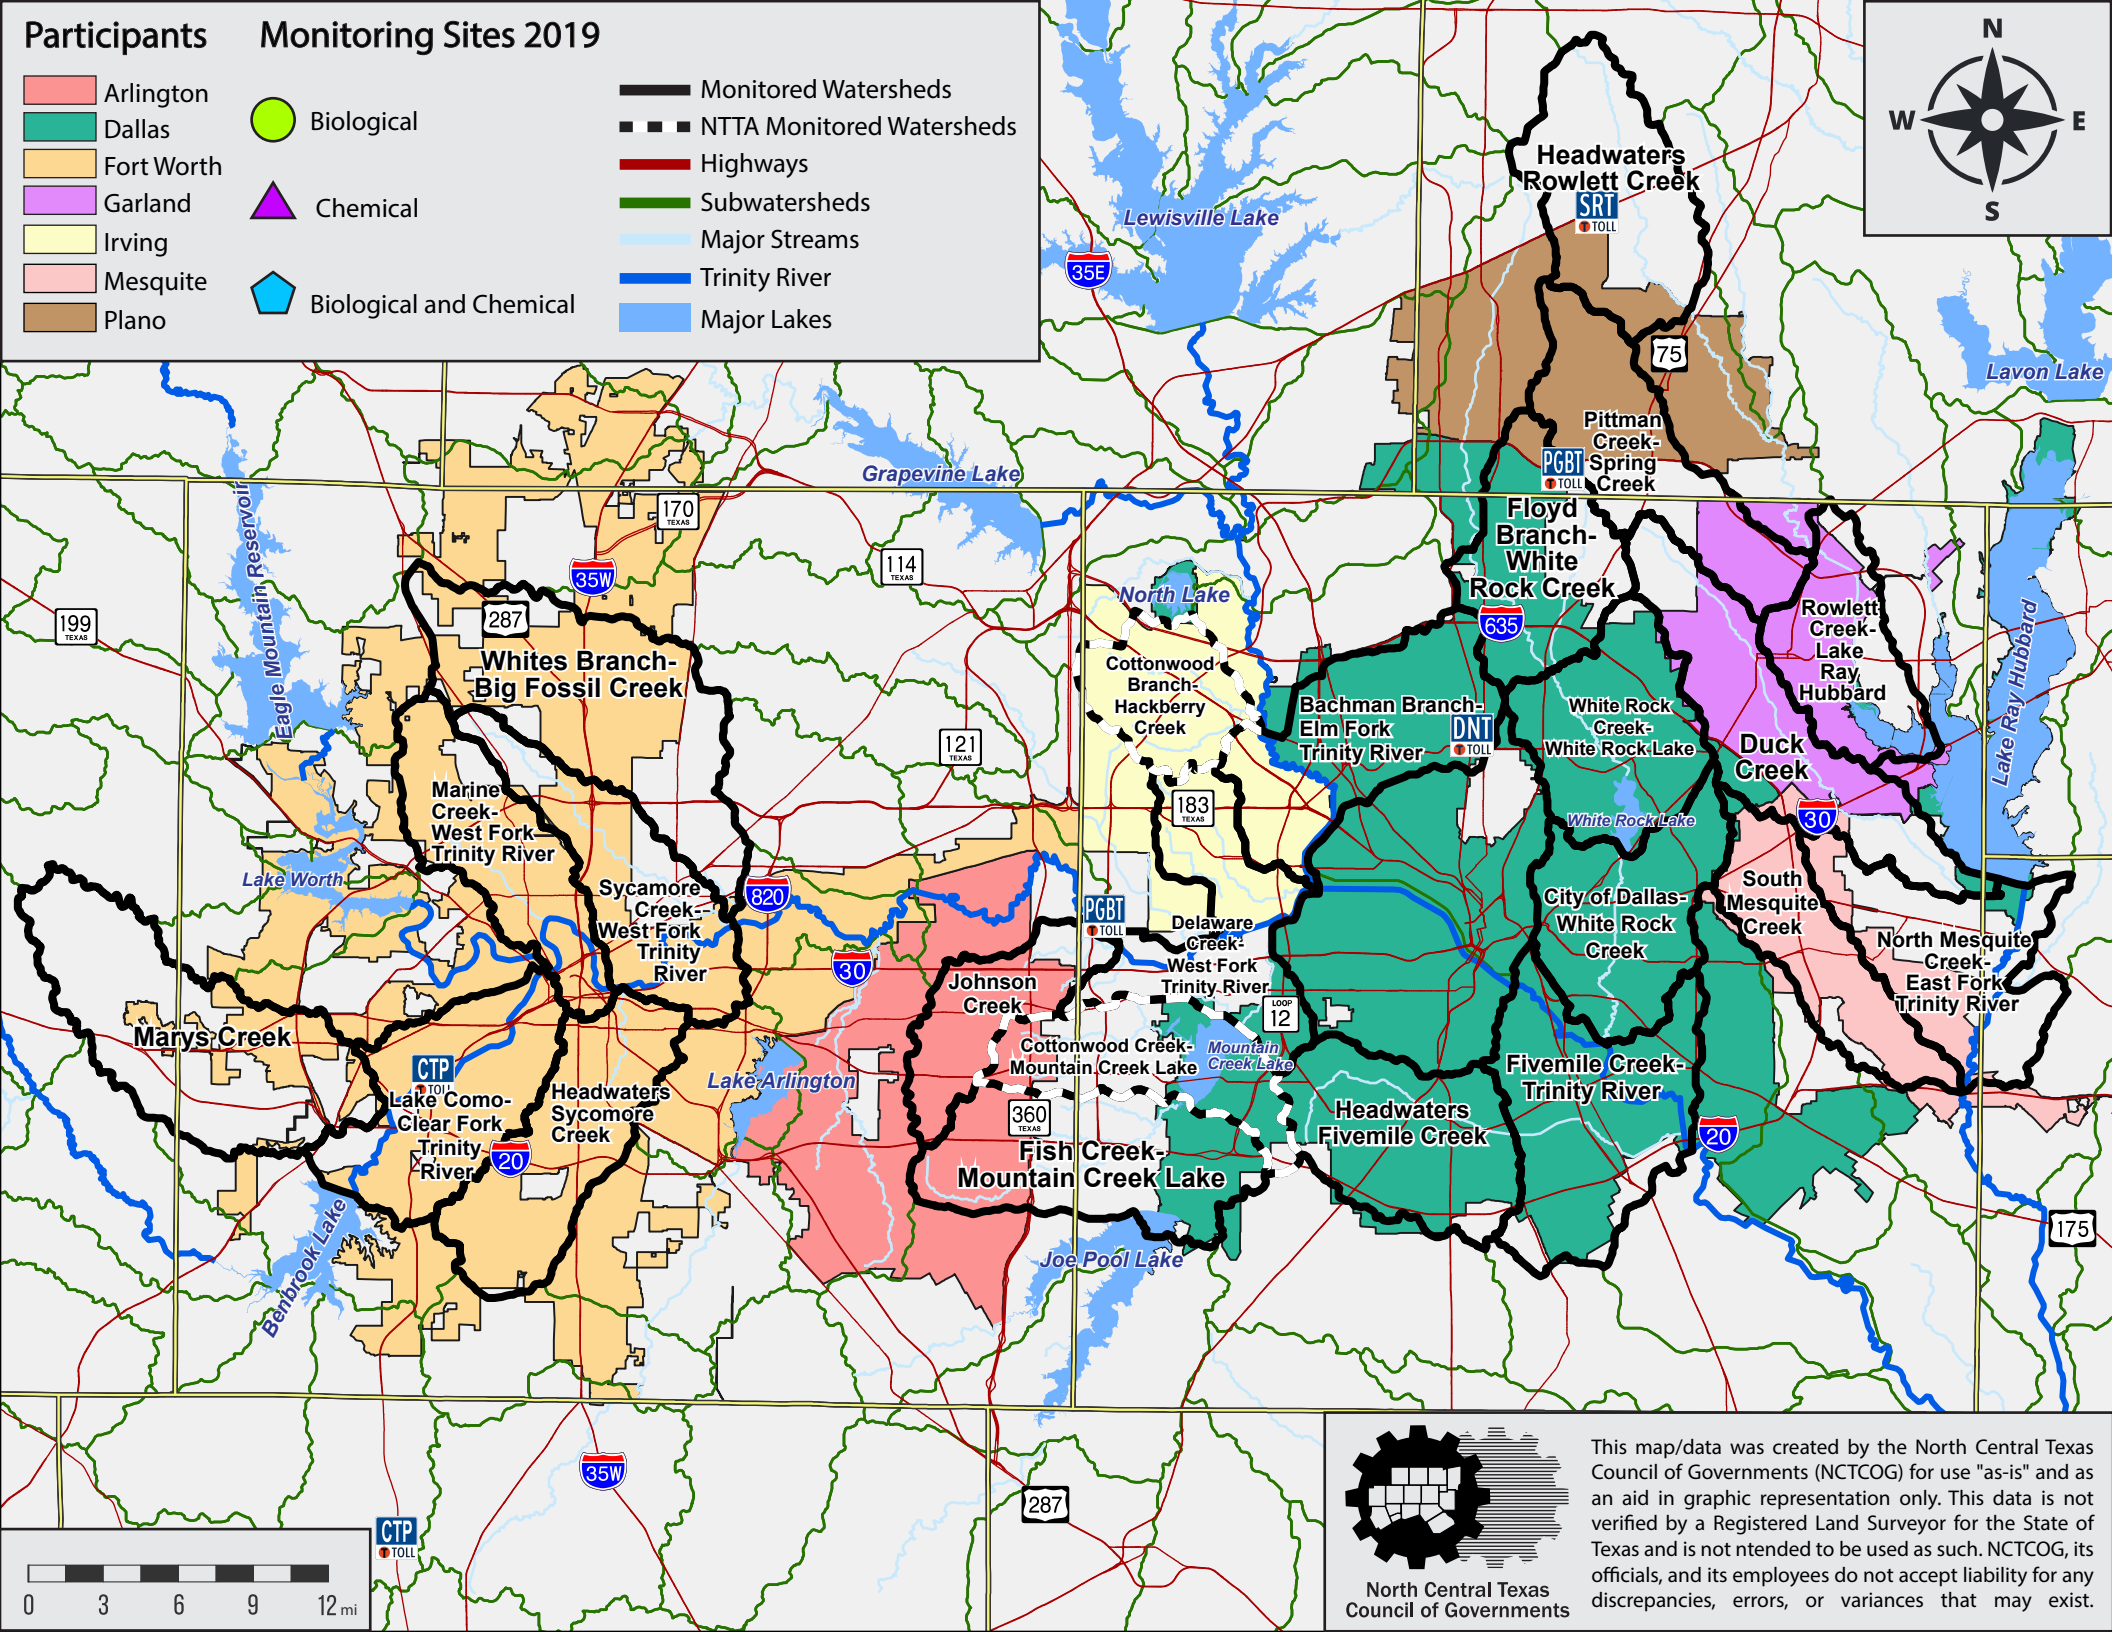 Participants
Monitoring Sites 2019
Arlington
Dallas
Fort Worth
Garland
Irving
Mesquite
Plano
Biological
Chemical
Biological and Chemical
Monitored Watersheds
NTTA Monitored Watersheds
Highways
Subwatersheds
Major Streams
Trinity River
Major Lakes
N
W
E
S
Headwaters
Rowlett Creek
SRT
TOLL
Lewisville Lake
35E
75
Lavon Lake
Pittman
Creek-
Spring
Creek
PGBT
TOLL
Grapevine Lake
Eagle Mountain Reservoir
170
TEXAS
114
TEXAS
35W
287
199
TEXAS
Floyd
Branch-
White
Rock Creek
635
North Lake
Rowlett
Creek-
Lake
Ray
Hubbard
Lake Ray Hubbard
Whites Branch-
Big Fossil Creek
Cottonwood
Branch-
Hackberry
Creek
Bachman Branch-
Elm Fork
Trinity River
DNT
TOLL
White Rock
Creek-
White Rock Lake
Duck
Creek
121
TEXAS
Marine
Creek-
West Fork
Trinity River
183
TEXAS
White Rock Lake
30
Lake Worth
Sycamore
Creek-
West Fork
Trinity
River
820
30
PGBT
TOLL
Delaware
Creek-
West Fork
Trinity River
City of Dallas-
White Rock
Creek
South
Mesquite
Creek
North Mesquite
Creek-
East Fork
Trinity River
Johnson
Creek
LOOP
12
Marys Creek
Cottonwood Creek-
Mountain Creek Lake
Mountain
Creek Lake
CTP
TOLL
Lake Como-
Clear Fork
Trinity
River
Headwaters
Sycomore
Creek
Lake Arlington
360
TEXAS
Fivemile Creek-
Trinity River
Headwaters
Fivemile Creek
20
20
Fish Creek-
Mountain Creek Lake
Benbrook Lake
Joe Pool Lake
175
35W
287
CTP
TOLL
0
3
6
9
12 mi
North Central Texas
Council of Governments
This map/data was created by the North Central Texas
Council of Governments (NCTCOG) for use "as-is" and as
an aid in graphic representation only. This data is not
verified by a Registered Land Surveyor for the State of
Texas and is not ntended to be used as such. NCTCOG, its
officials, and its employees do not accept liability for any
discrepancies, errors, or variances that may exist.